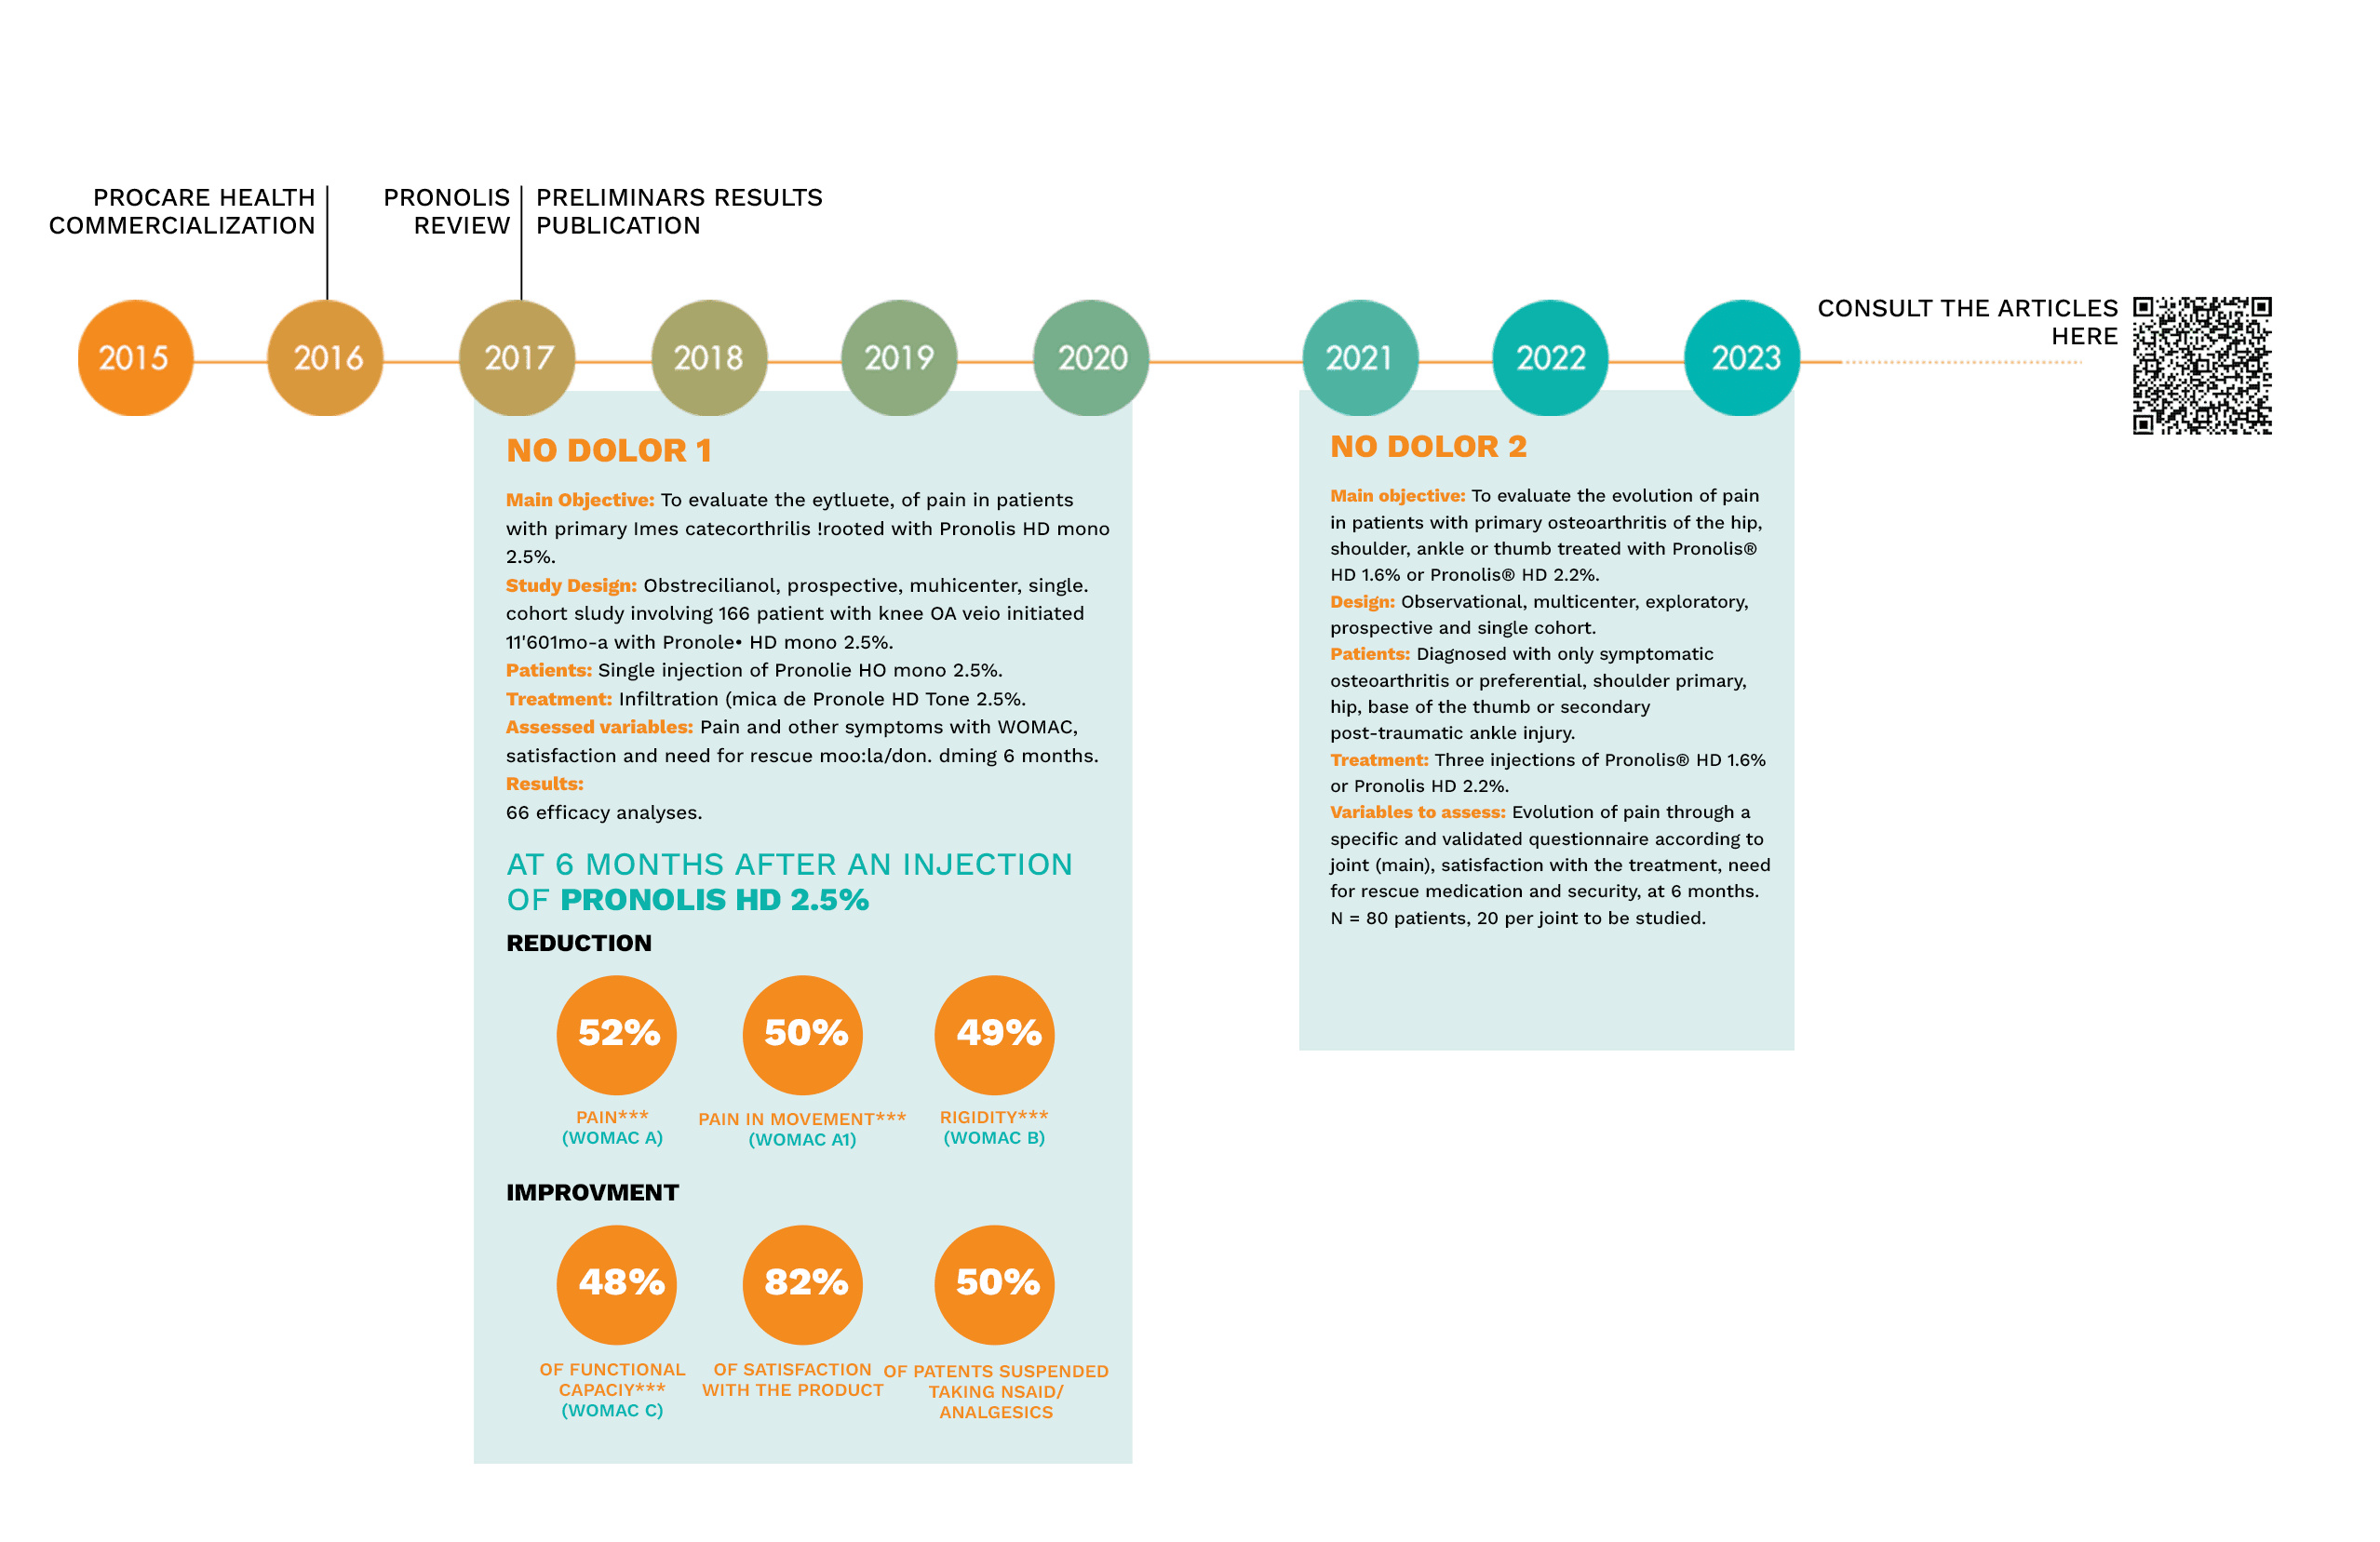 PROCARE HEALTH
COMMERCIALIZATION
PRONOLIS
REVIEW
PRELIMINARS RESULTS
PUBLICATION
2015
2016
2017
2018
2019
2020
2021
2022
2023
CONSULT THE ARTICLES
HERE
NO DOLOR 1
Main Objective: To evaluate the eytluete, of pain in patients
with primary Imes catecorthrilis !rooted with Pronolis HD mono
2.5%.
Study Design: Obstrecilianol, prospective, muhicenter, single.
cohort sludy involving 166 patient with knee OA veio initiated
11'601mo-a with Pronole• HD mono 2.5%.
Patients: Single injection of Pronolie HO mono 2.5%.
Treatment: Infiltration (mica de Pronole HD Tone 2.5%.
Assessed variables: Pain and other symptoms with WOMAC,
satisfaction and need for rescue moo:la/don. dming 6 months.
Results:
66 efficacy analyses.
AT 6 MONTHS AFTER AN INJECTION
OF PRONOLIS HD 2.5%
REDUCTION
52%
50%
49%
PAIN***
(WOMAC A)
PAIN IN MOVEMENT***
(WOMAC A1)
RIGIDITY***
(WOMAC B)
IMPROVMENT
48%
82%
50%
OF FUNCTIONAL
CAPACIY***
(WOMAC C)
OF SATISFACTION
WITH THE PRODUCT
OF PATENTS SUSPENDED
TAKING NSAID/
ANALGESICS
NO DOLOR 2
Main objective: To evaluate the evolution of pain
in patients with primary osteoarthritis of the hip,
shoulder, ankle or thumb treated with Pronolis®
HD 1.6% or Pronolis® HD 2.2%.
Design: Observational, multicenter, exploratory,
prospective and single cohort.
Patients: Diagnosed with only symptomatic
osteoarthritis or preferential, shoulder primary,
hip, base of the thumb or secondary
post-traumatic ankle injury.
Treatment: Three injections of Pronolis® HD 1.6%
or Pronolis HD 2.2%.
Variables to assess: Evolution of pain through a
specific and validated questionnaire according to
joint (main), satisfaction with the treatment, need
for rescue medication and security, at 6 months.
N = 80 patients, 20 per joint to be studied.